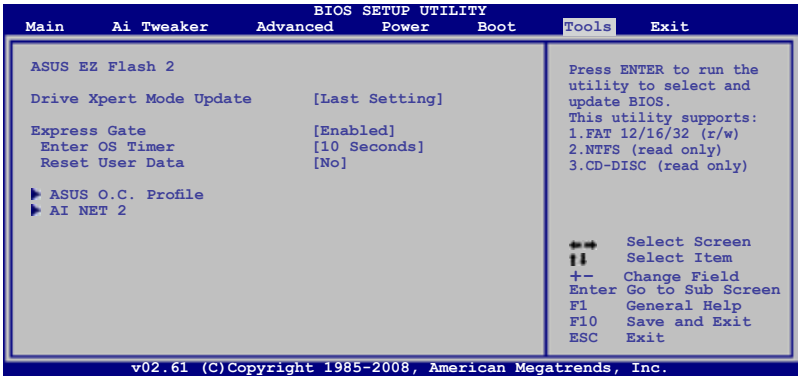 BIOS SETUP UTILITY
Main Ai Tweaker Advanced Power Boot Tools Exit
ASUS EZ Flash 2
Drive Xpert Mode Update [Last Setting]
Express Gate [Enabled]
Enter OS Timer [10 Seconds]
Reset User Data [No]
ASUS O.C. Profile
AI NET 2
Press ENTER to run the
utility to select and
update BIOS.
This utility supports:
1.FAT 12/16/32 (r/w)
2.NTFS (read only)
3.CD-DISC (read only)
←→ Select Screen
↑↓ Select Item
+- Change Field
Enter Go to Sub Screen
F1 General Help
F10 Save and Exit
ESC Exit
v02.61 (C)Copyright 1985-2008, American Megatrends, Inc.